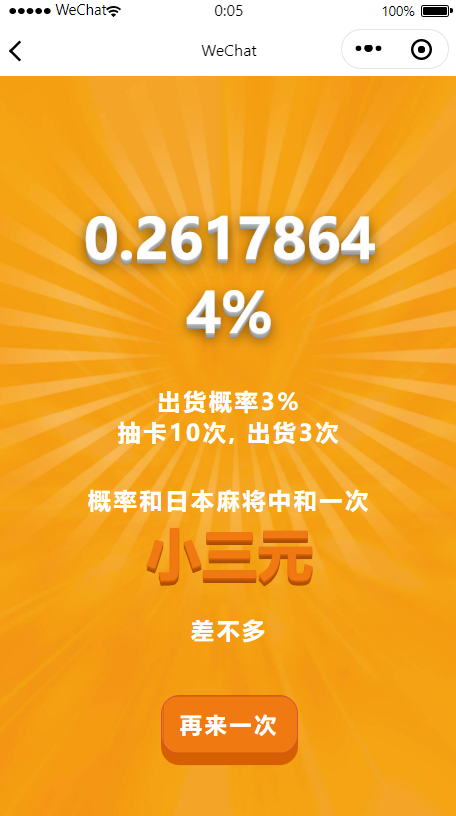 WeChat 0:05 100%
WeChat
0.2617864
4%
出货概率3%
抽卡10次, 出货3次
概率和日本麻将中和一次
小三元
差不多
再来一次